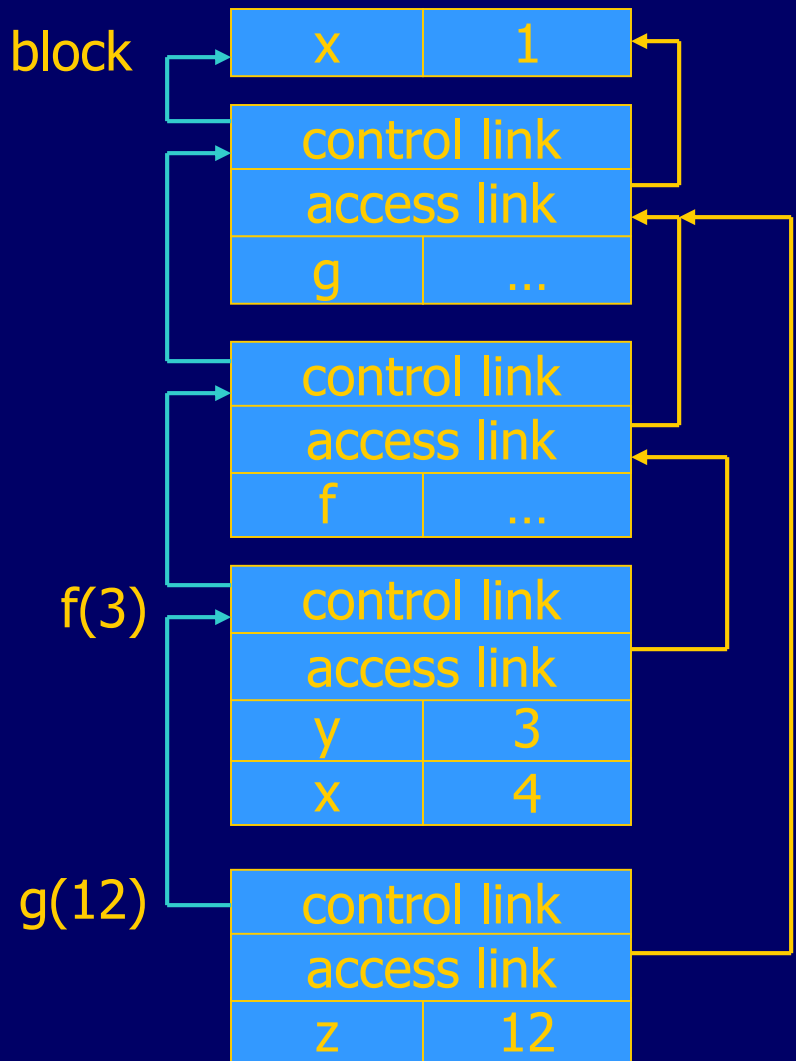 block
x 1
control link
access link
g ...
control link
access link
f ...
f(3)
control link
access link
y 3
x 4
g(12)
control link
access link
z 12